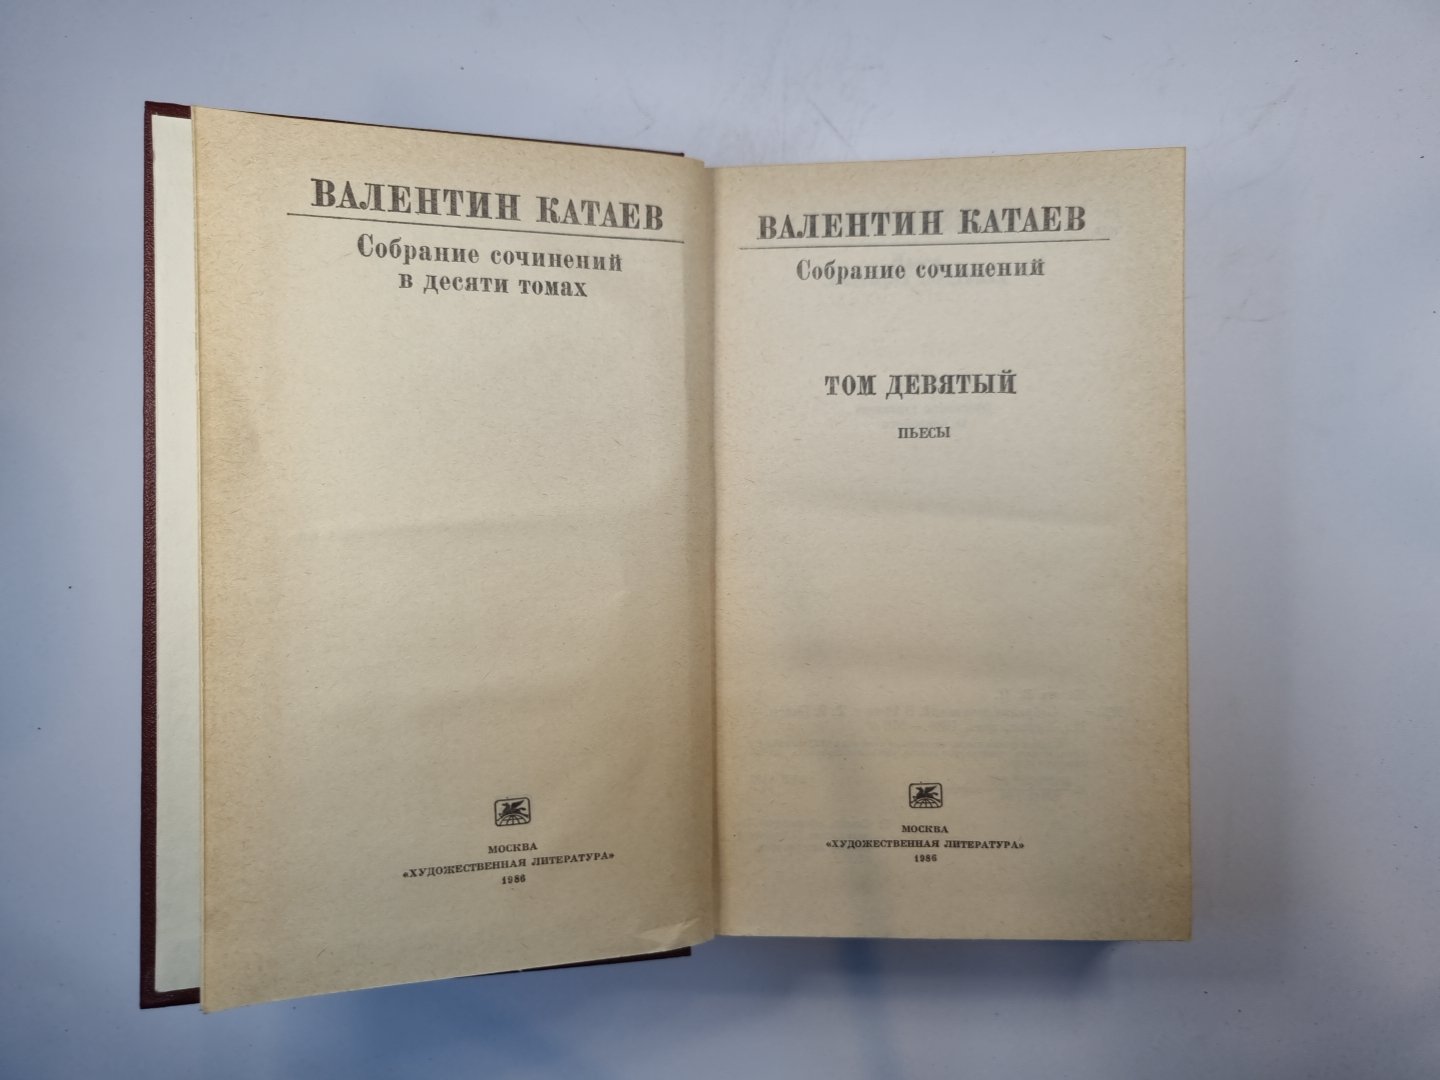 ВАЛЕНТИН КАТАЕВ
Собрание сочинений
в десяти томах
МОСКВА
«ХУДОЖЕСТВЕННАЯ ЛИТЕРАТУРА»
1986
ВАЛЕНТИН КАТАЕВ
Собрание сочинений
ТОМ ДЕВЯТЫЙ
ПЬЕСЫ
МОСКВА
«ХУДОЖЕСТВЕННАЯ ЛИТЕРАТУРА»
1986